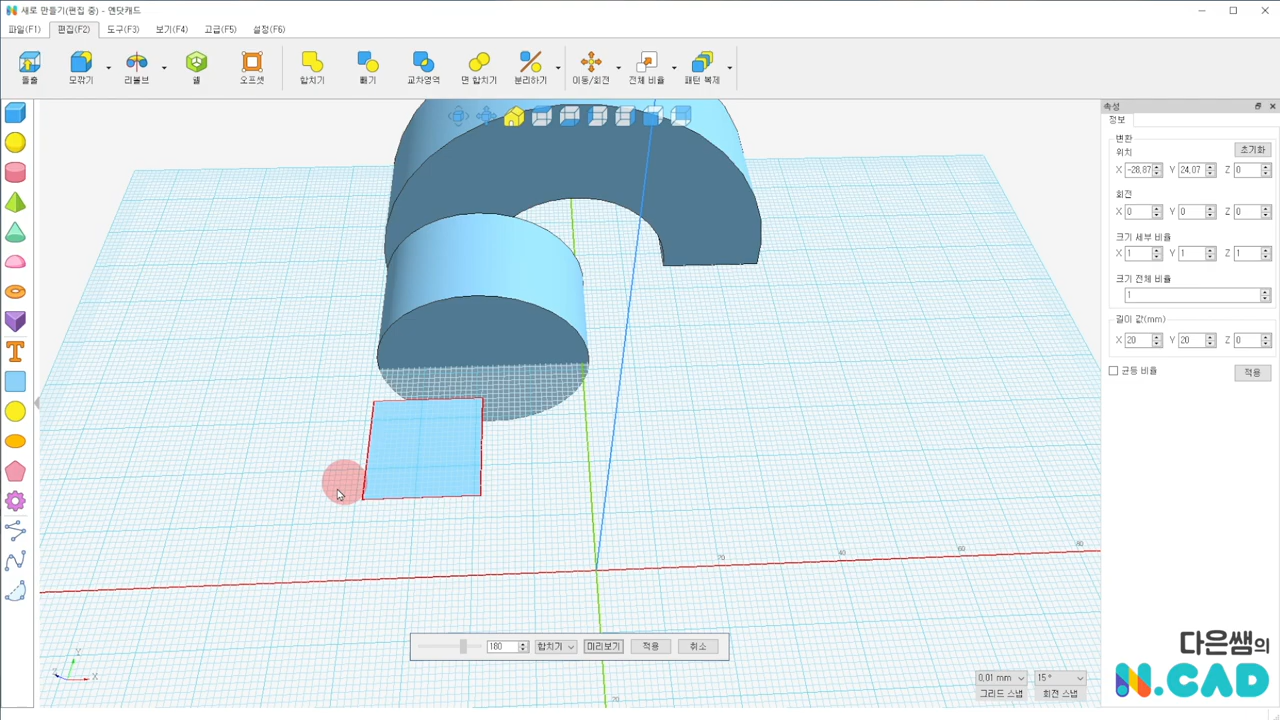 새로 만들기(편집 중) - 엔닷캐드
파일(F1) 편집(F2) 도구(F3) 보기(F4) 고급(F5) 설정(F6)
돌출 모깎기 리볼브 쉘 오프셋 합치기 빼기 교차영역 면 합치기 분리하기 이동/회전 전체 비율 패턴 복제
속성
정보
변환
위치 초기화
X -28,87 Y 24,07 Z 0
회전
X 0 Y 0 Z 0
크기 세부 비율
X 1 Y 1 Z 1
크기 전체 비율
1
길이 값(mm)
X 20 Y 20 Z 0
균등 비율 적용
40 60 80
180 합치기 미리보기 적용 취소
Y
Z X
0,01 mm 15 °
그리드 스냅 회전 스냅
다은쌤의
N.CAD